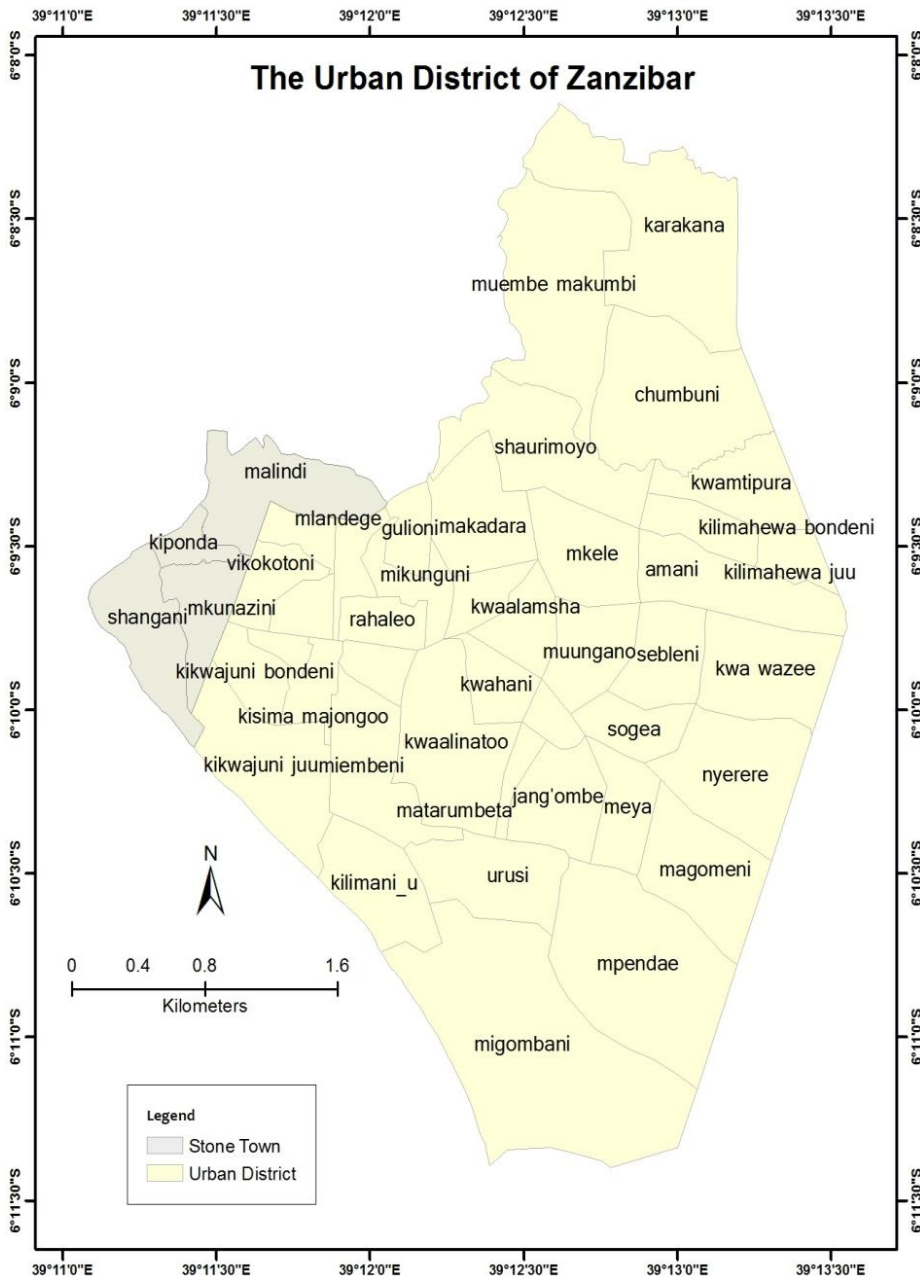 39°11'0"E 39°11'30"E 39°12'0"E 39°12'30"E 39°13'0"E 39°13'30"E
The Urban District of Zanzibar
6°8'0"S 6°8'0"S
6°8'30"S 6°8'30"S
karakana
muembe makumbi
6°9'0"S 6°9'0"S
chumbuni
shaurimoyo
malindi
kwamtipura
mlandege
gulioni
makadara
kilimahewa bondeni
6°9'30"S 6°9'30"S
kiponda
vikokotoni
mkele
mikunguni
amani
kilimahewa juu
shangani
mkunazini
rahaleo
kwaalamsha
muungano
sebleni
kwa wazee
kikwajuni bondeni
kwahani
6°10'0"S 6°10'0"S
kisima majongoo
sogea
kwaalinatoo
kikwajuni juu
miembeni
nyerere
jang'ombe
matarumbeta
meya
N
6°10'30"S 6°10'30"S
kilimani_u
urusi
magomeni
mpendae
0 0.4 0.8 1.6
Kilometers
6°11'0"S 6°11'0"S
migombani
Legend
Stone Town
Urban District
6°11'30"S 6°11'30"S
39°11'0"E 39°11'30"E 39°12'0"E 39°12'30"E 39°13'0"E 39°13'30"E